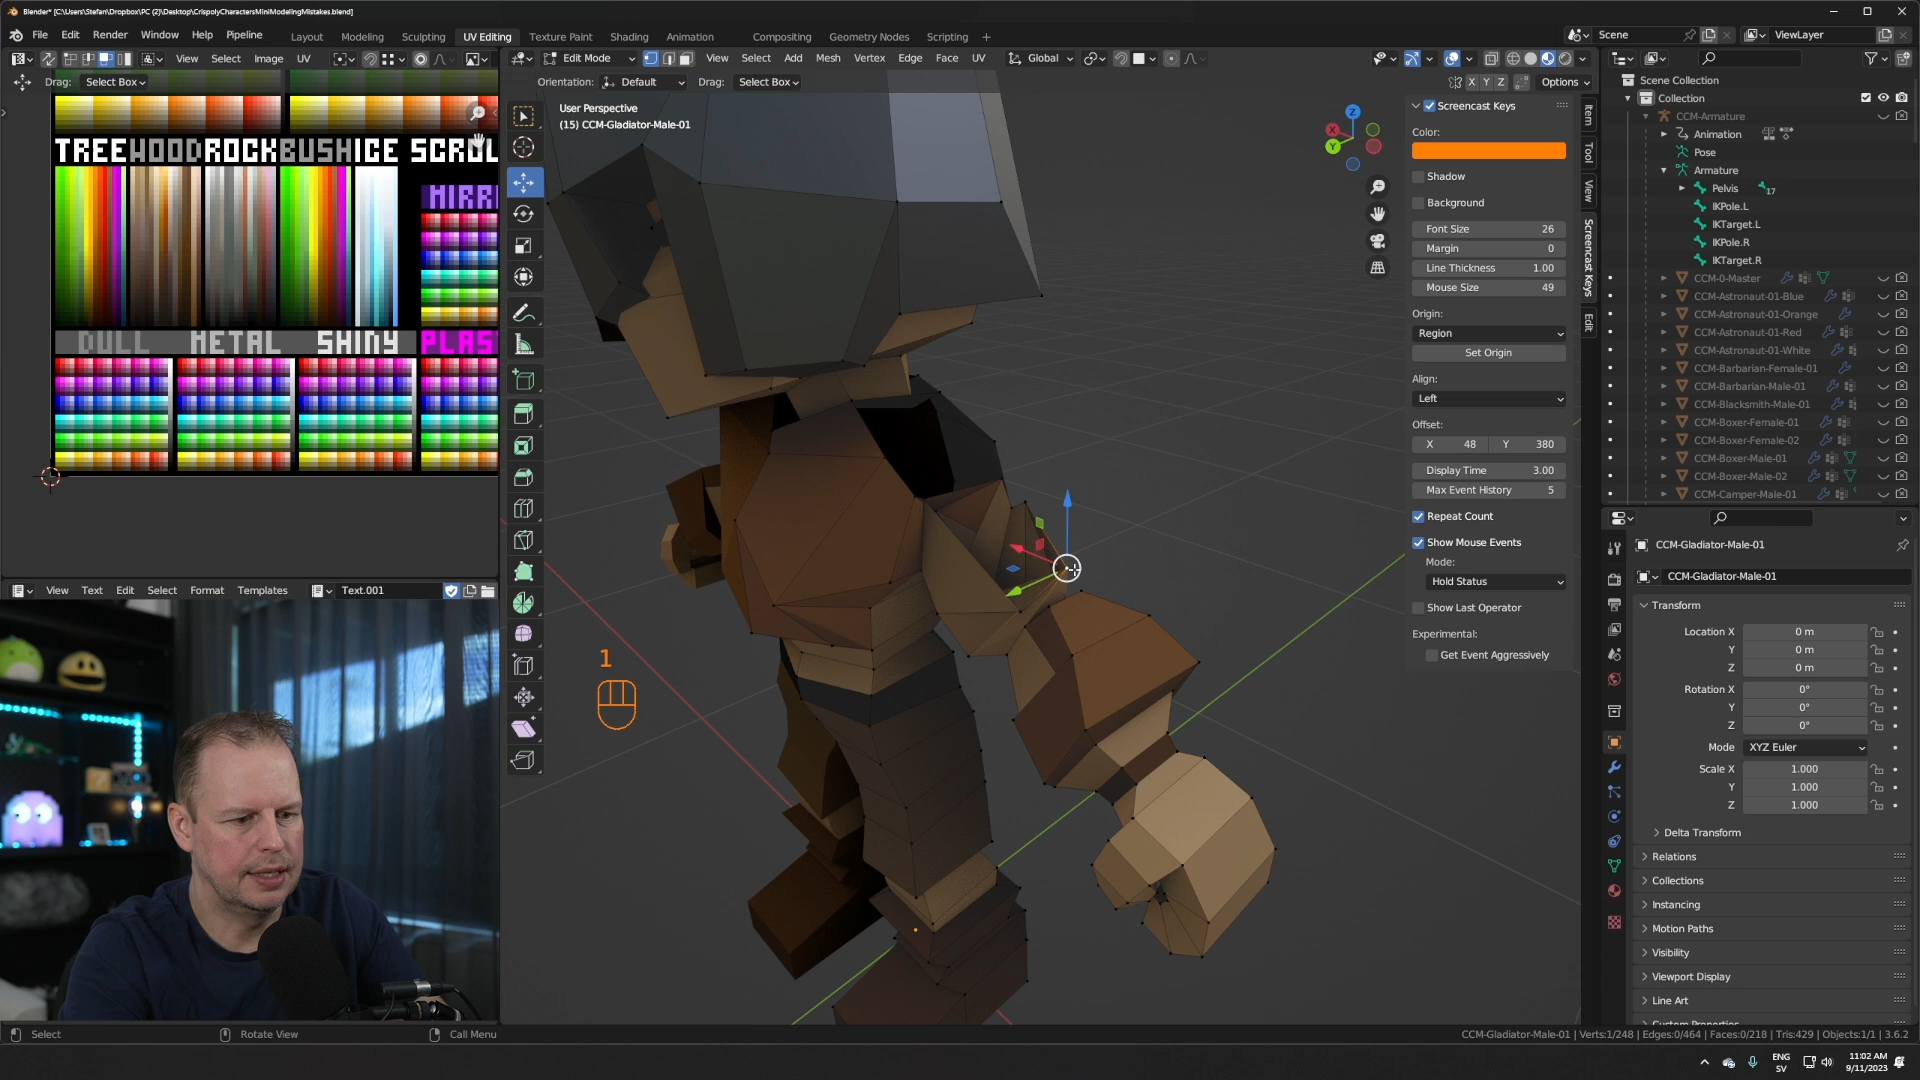 Blender* [C:\Users\Stefan\Dropbox\PC (2)\Desktop\CrispolyCharactersMiniModelingMistakes.blend]
File Edit Render Window Help Pipeline Layout Modeling Sculpting UV Editing Texture Paint Shading Animation Compositing Geometry Nodes Scripting + Scene ViewLayer
View Select Image UV Edit Mode View Select Add Mesh Vertex Edge Face UV Global
Drag: Select Box Orientation: Default Drag: Select Box X Y Z Options
User Perspective
(15) CCM-Gladiator-Male-01
TREE WOOD ROCK BUSH ICE SCROL
MIRR
DULL METAL SHINY PLAS
View Text Edit Select Format Templates Text.001
1
Z
X
Y
Screencast Keys
Color:
Shadow
Background
Font Size 26
Margin 0
Line Thickness 1.00
Mouse Size 49
Origin:
Region
Set Origin
Align:
Left
Offset:
X 48 Y 380
Display Time 3.00
Max Event History 5
Repeat Count
Show Mouse Events
Mode:
Hold Status
Show Last Operator
Experimental:
Get Event Aggressively
Item
Tool
View
Screencast Keys
Edit
Scene Collection
Collection
CCM-Armature
Animation
Pose
Armature
Pelvis 17
IKPole.L
IKTarget.L
IKPole.R
IKTarget.R
CCM-0-Master
CCM-Astronaut-01-Blue
CCM-Astronaut-01-Orange
CCM-Astronaut-01-Red
CCM-Astronaut-01-White
CCM-Barbarian-Female-01
CCM-Barbarian-Male-01
CCM-Blacksmith-Male-01
CCM-Boxer-Female-01
CCM-Boxer-Female-02
CCM-Boxer-Male-01
CCM-Boxer-Male-02
CCM-Camper-Male-01
CCM-Gladiator-Male-01
CCM-Gladiator-Male-01
Transform
Location X 0 m
Y 0 m
Z 0 m
Rotation X 0°
Y 0°
Z 0°
Mode XYZ Euler
Scale X 1.000
Y 1.000
Z 1.000
Delta Transform
Relations
Collections
Instancing
Motion Paths
Visibility
Viewport Display
Line Art
Custom Properties
Select Rotate View Call Menu CCM-Gladiator-Male-01 | Verts:1/248 | Edges:0/464 | Faces:0/218 | Tris:429 | Objects:1/1 | 3.6.2
ENG
SV
11:02 AM
9/11/2023